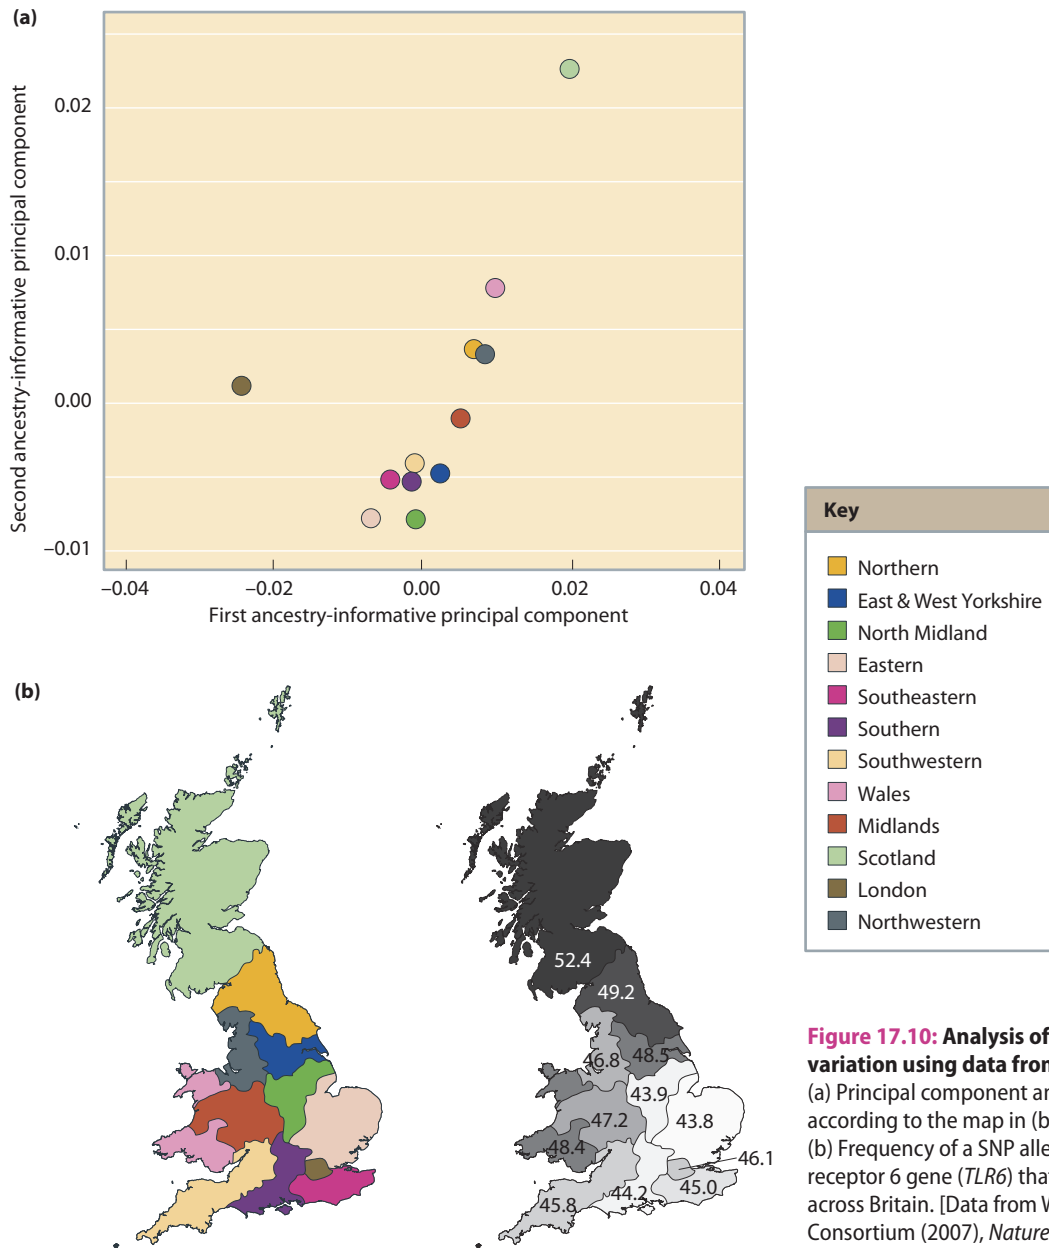 (a)
Second ancestry-informative principal component
0.02
0.01
0.00
–0.01
–0.04
–0.02
0.00
0.02
0.04
First ancestry-informative principal component
Key
Northern
East & West Yorkshire
North Midland
Eastern
Southeastern
Southern
Southwestern
Wales
Midlands
Scotland
London
Northwestern
(b)
52.4
49.2
46.8
48.5
43.9
47.2
43.8
48.4
46.1
45.0
44.2
45.8
Figure 17.10: Analysis of
variation using data from
(a) Principal component an
according to the map in (b
(b) Frequency of a SNP alle
receptor 6 gene (TLR6) tha
across Britain. [Data from W
Consortium (2007), Nature